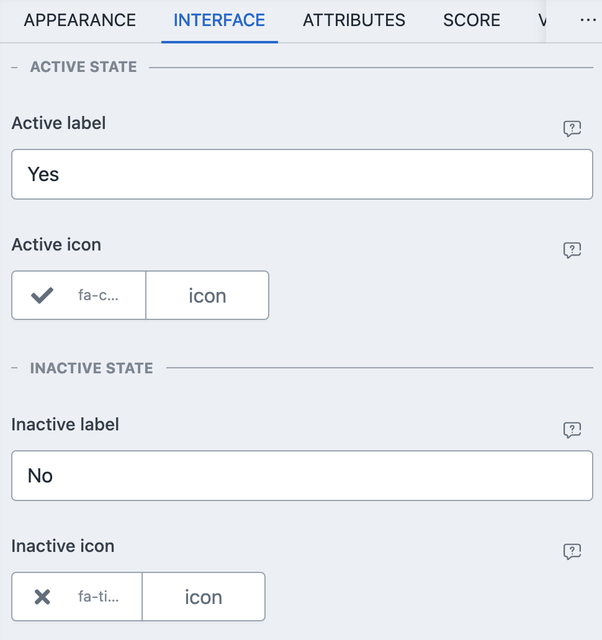 APPEARANCE INTERFACE ATTRIBUTES SCORE ...
ACTIVE STATE
Active label
Yes
Active icon
fa-c... icon
INACTIVE STATE
Inactive label
No
Inactive icon
fa-ti... icon